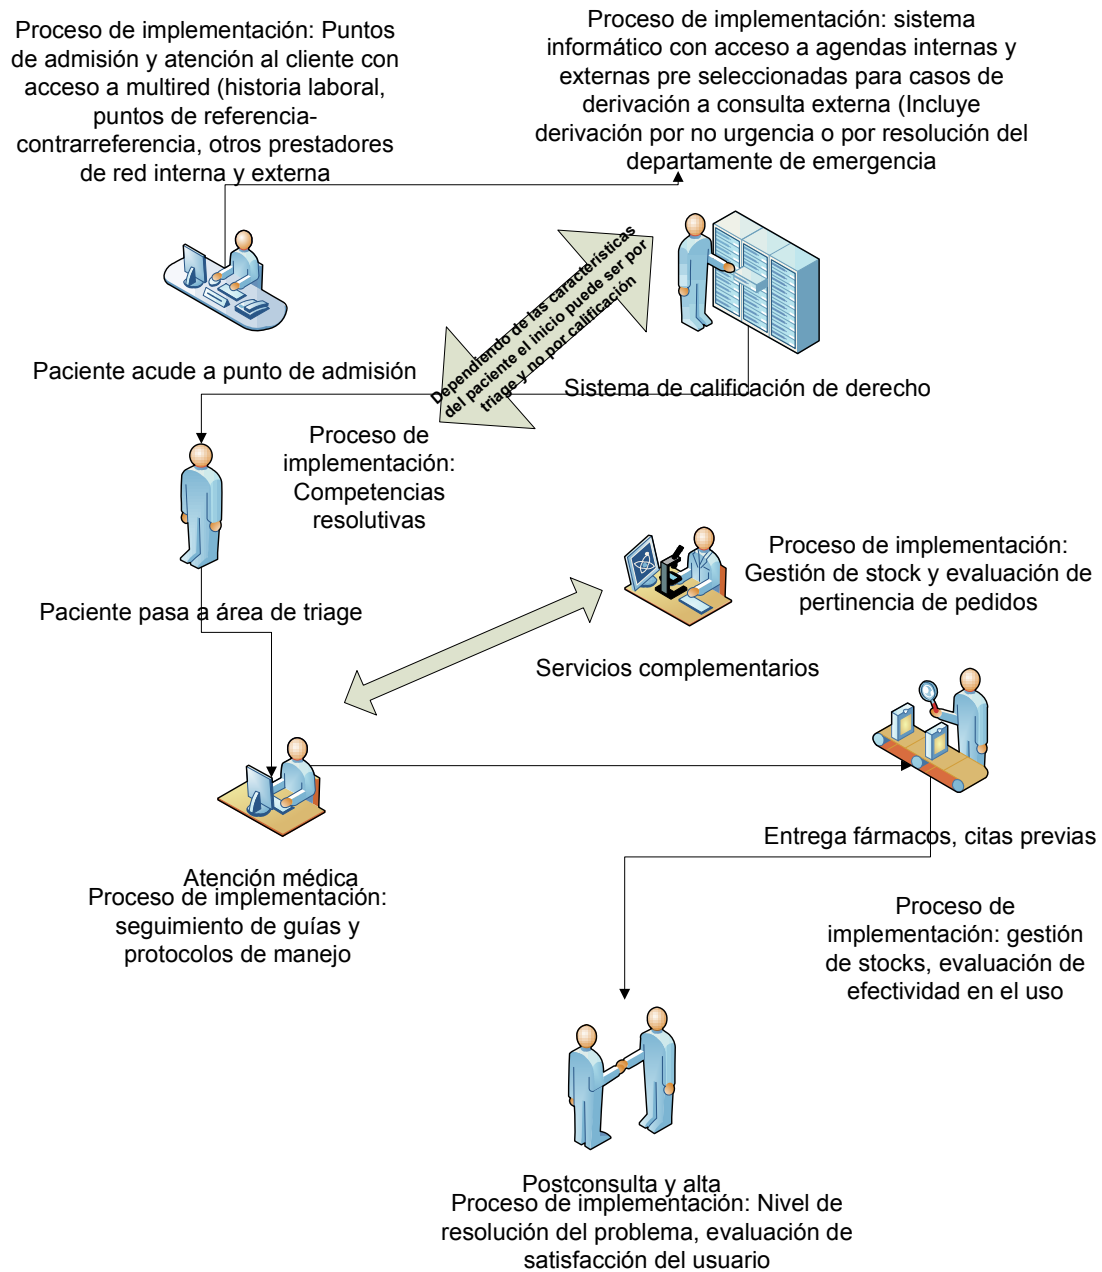 Proceso de implementación: Puntos
de admisión y atención al cliente con
acceso a multired (historia laboral,
puntos de referencia-
contrarreferencia, otros prestadores
de red interna y externa
Proceso de implementación: sistema
informático con acceso a agendas internas y
externas pre seleccionadas para casos de
derivación a consulta externa (Incluye
derivación por no urgencia o por resolución del
departamente de emergencia
Dependiendo de las características
del paciente el inicio puede ser por
triage y no por calificación
Paciente acude a punto de admisión
Sistema de calificación de derecho
Proceso de
implementación:
Competencias
resolutivas
Proceso de implementación:
Gestión de stock y evaluación de
pertinencia de pedidos
Paciente pasa a área de triage
Servicios complementarios
Entrega fármacos, citas previas
Atención médica
Proceso de implementación:
seguimiento de guías y
protocolos de manejo
Proceso de
implementación: gestión
de stocks, evaluación de
efectividad en el uso
Postconsulta y alta
Proceso de implementación: Nivel de
resolución del problema, evaluación de
satisfacción del usuario